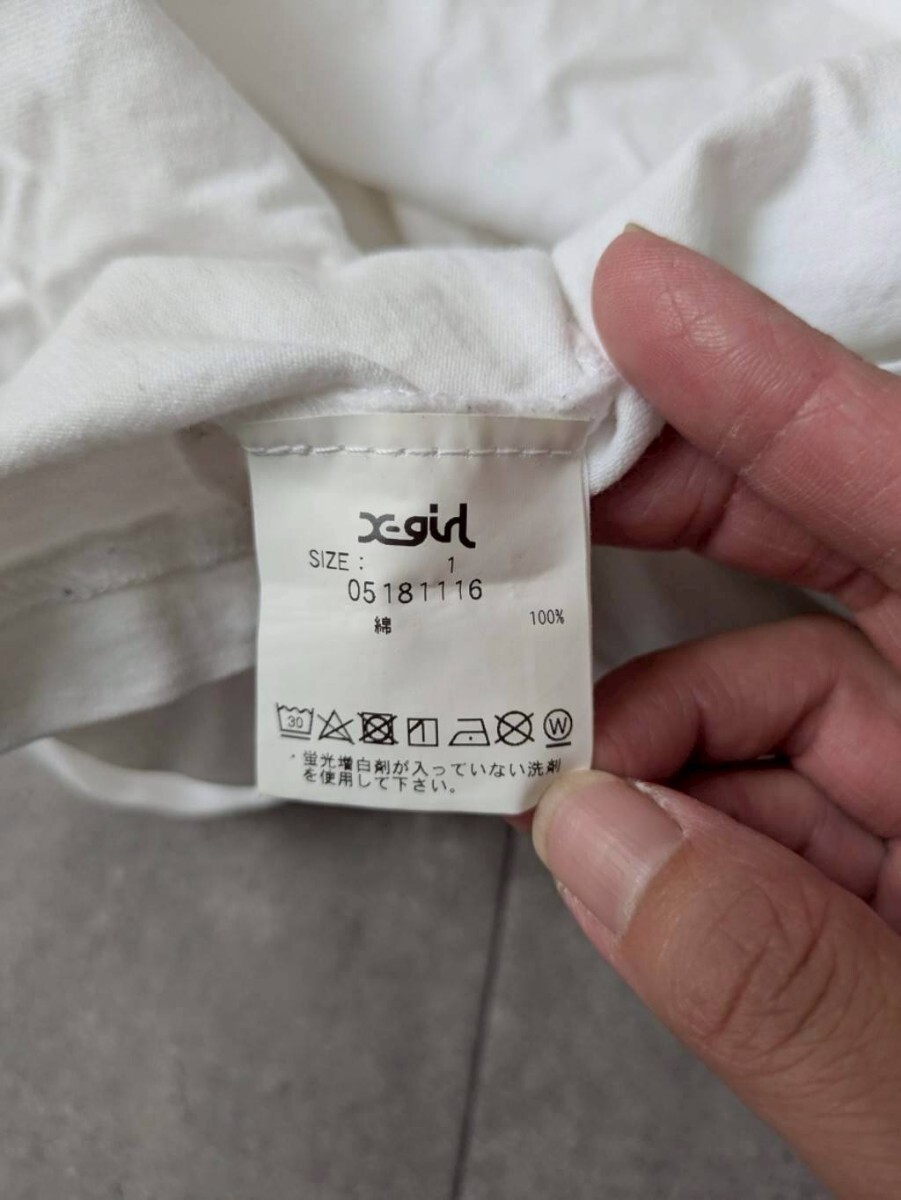 X-girl
SIZE : 1
05181116
綿 100%
30 W
*蛍光増白剤が入っていない洗剤
を使用して下さい。